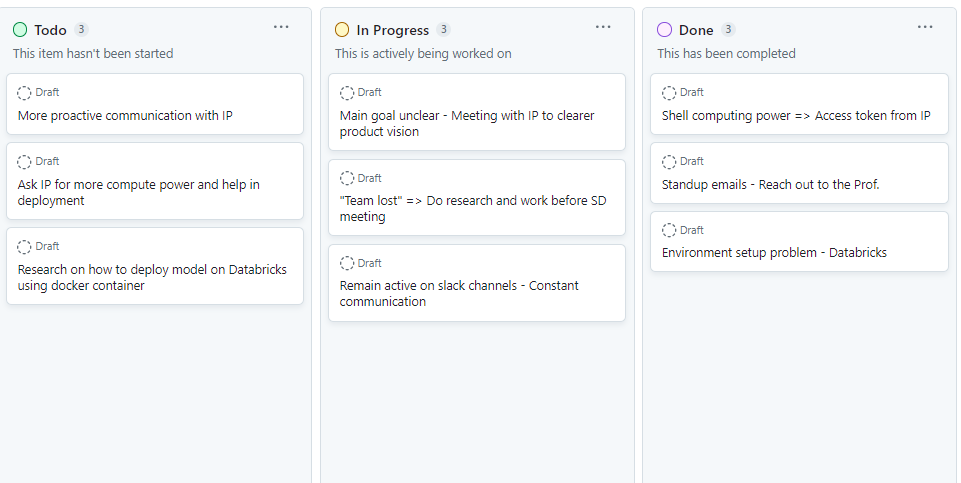 Todo 3 ...
This item hasn't been started
Draft
More proactive communication with IP
Draft
Ask IP for more compute power and help in
deployment
Draft
Research on how to deploy model on Databricks
using docker container
In Progress 3 ...
This is actively being worked on
Draft
Main goal unclear - Meeting with IP to clearer
product vision
Draft
"Team lost" => Do research and work before SD
meeting
Draft
Remain active on slack channels - Constant
communication
Done 3 ...
This has been completed
Draft
Shell computing power => Access token from IP
Draft
Standup emails - Reach out to the Prof.
Draft
Environment setup problem - Databricks